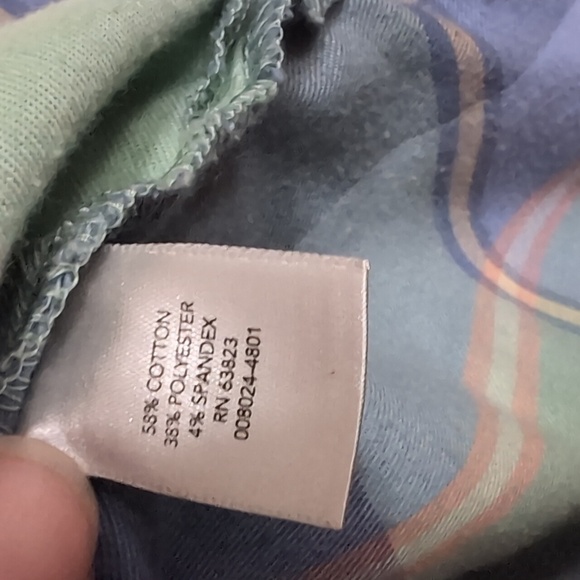 58% COTTON
38% POLYESTER
4% SPANDEX
RN 63823
008024-4801